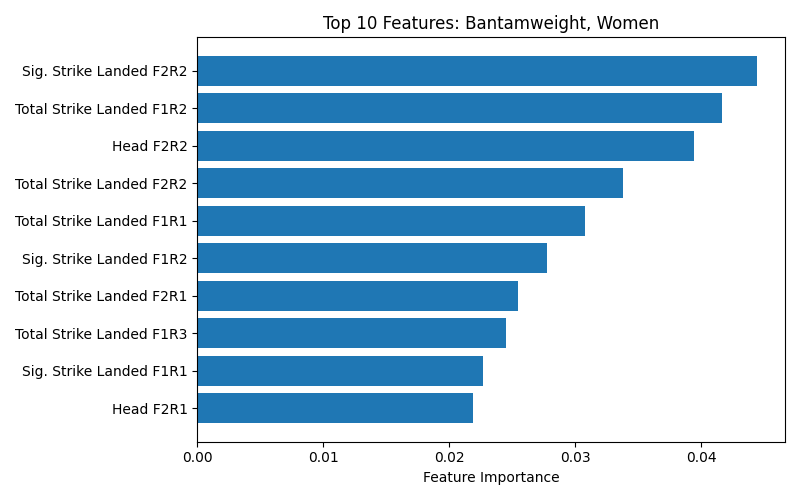 Top 10 Features: Bantamweight, Women
Sig. Strike Landed F2R2
Total Strike Landed F1R2
Head F2R2
Total Strike Landed F2R2
Total Strike Landed F1R1
Sig. Strike Landed F1R2
Total Strike Landed F2R1
Total Strike Landed F1R3
Sig. Strike Landed F1R1
Head F2R1
0.00 0.01 0.02 0.03 0.04
Feature Importance